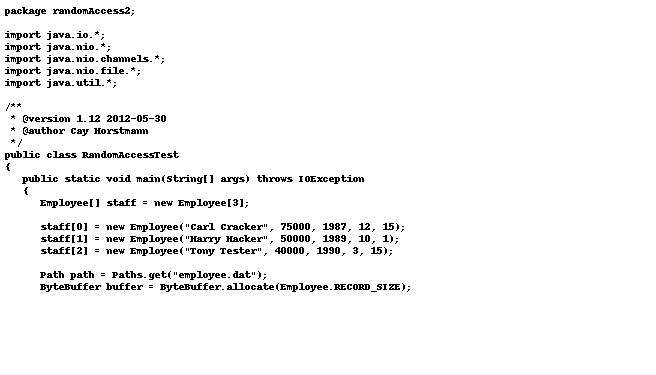 package randomAccess2;

import java.io.*;
import java.nio.*;
import java.nio.channels.*;
import java.nio.file.*;
import java.util.*;

/**
 * @version 1.12 2012-05-30
 * @author Cay Horstmann
 */
public class RandomAccessTest
{
   public static void main(String[] args) throws IOException
   {
      Employee[] staff = new Employee[3];

      staff[0] = new Employee("Carl Cracker", 75000, 1987, 12, 15);
      staff[1] = new Employee("Harry Hacker", 50000, 1989, 10, 1);
      staff[2] = new Employee("Tony Tester", 40000, 1990, 3, 15);

      Path path = Paths.get("employee.dat");
      ByteBuffer buffer = ByteBuffer.allocate(Employee.RECORD_SIZE);